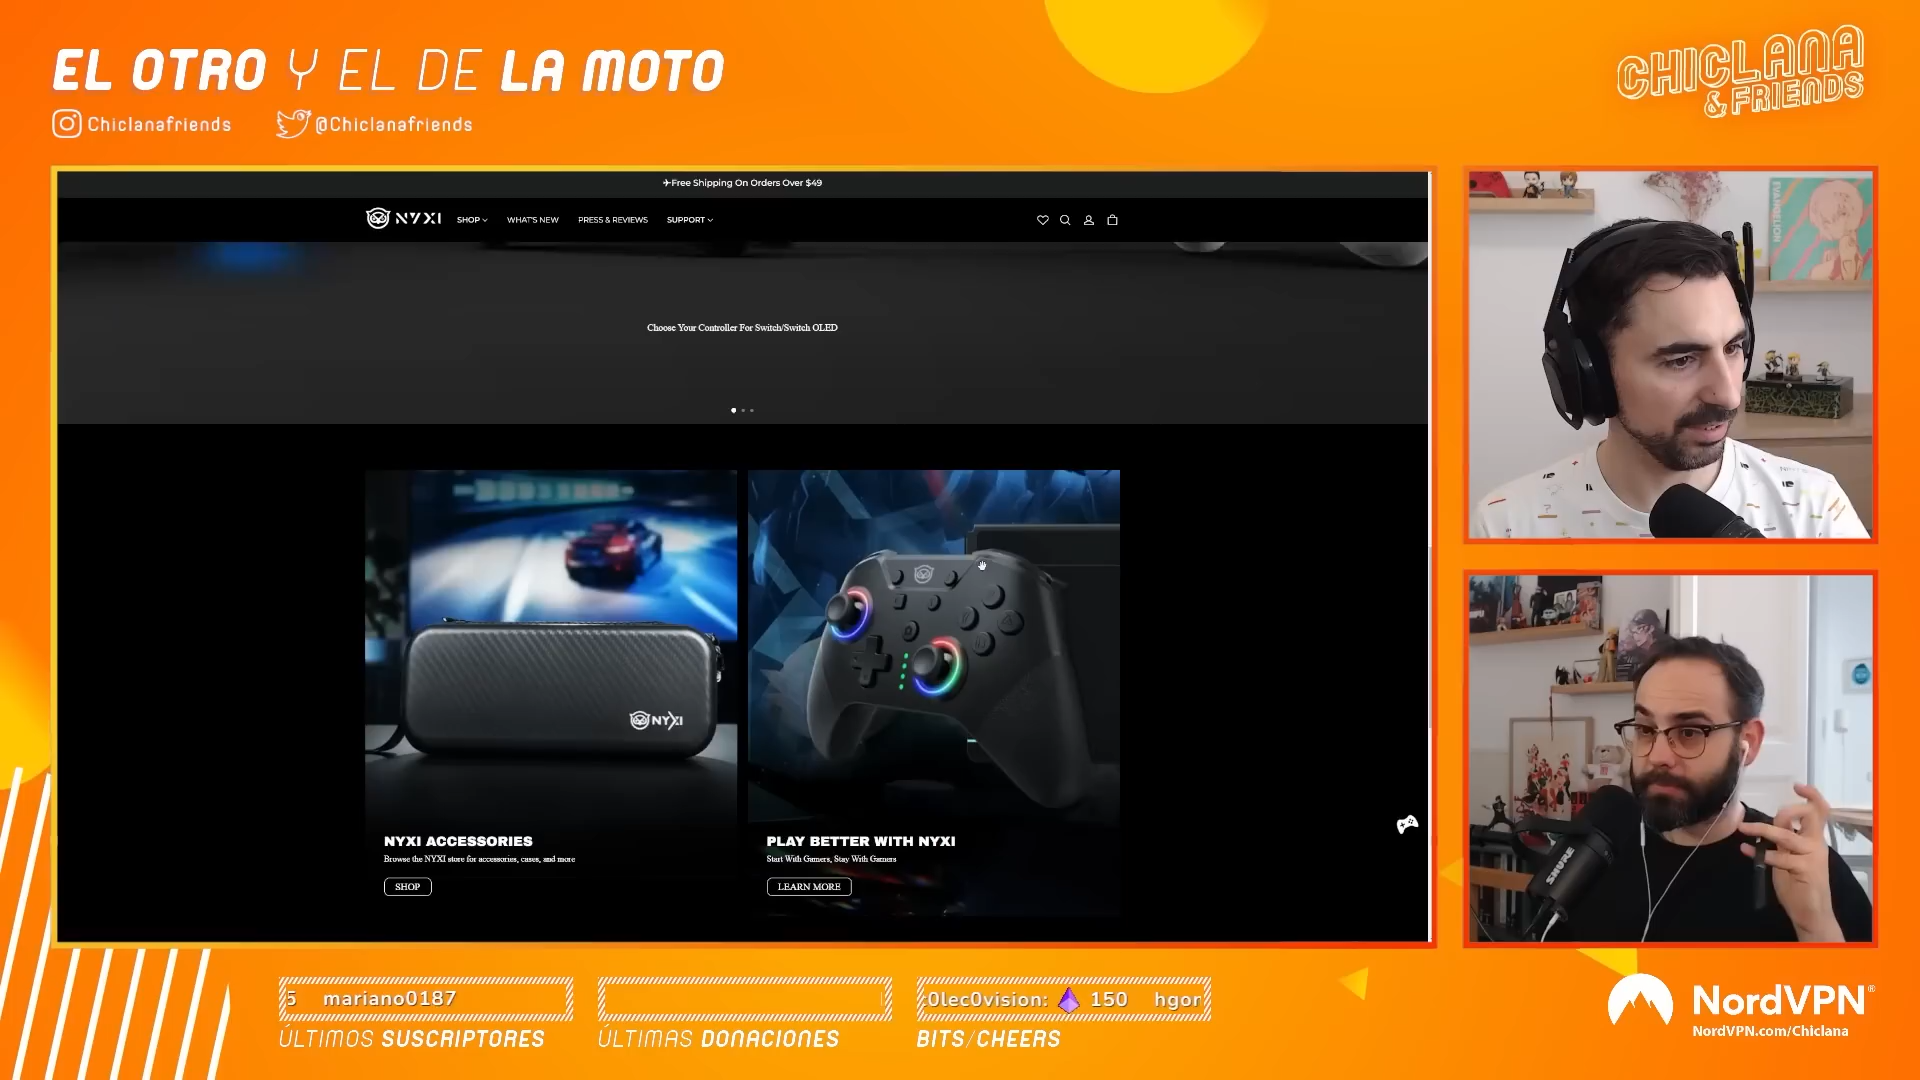 EL OTRO Y EL DE LA MOTO
Chiclanafriends
@Chiclanafriends
CHICLANA
& FRIENDS
✈Free Shipping On Orders Over $49
NYXI
SHOP
WHAT'S NEW
PRESS & REVIEWS
SUPPORT
Choose Your Controller For Switch/Switch OLED
NYXI
NYXI ACCESSORIES
Browse the NYXI store for accessories, cases, and more
SHOP
PLAY BETTER WITH NYXI
Start With Gamers, Stay With Gamers
LEARN MORE
EVANGELION
SHURE
5 mariano0187
ÚLTIMOS SUSCRIPTORES
ÚLTIMAS DONACIONES
c0lec0vision: 150 hgor
BITS/CHEERS
NordVPN®
NordVPN.com/Chiclana